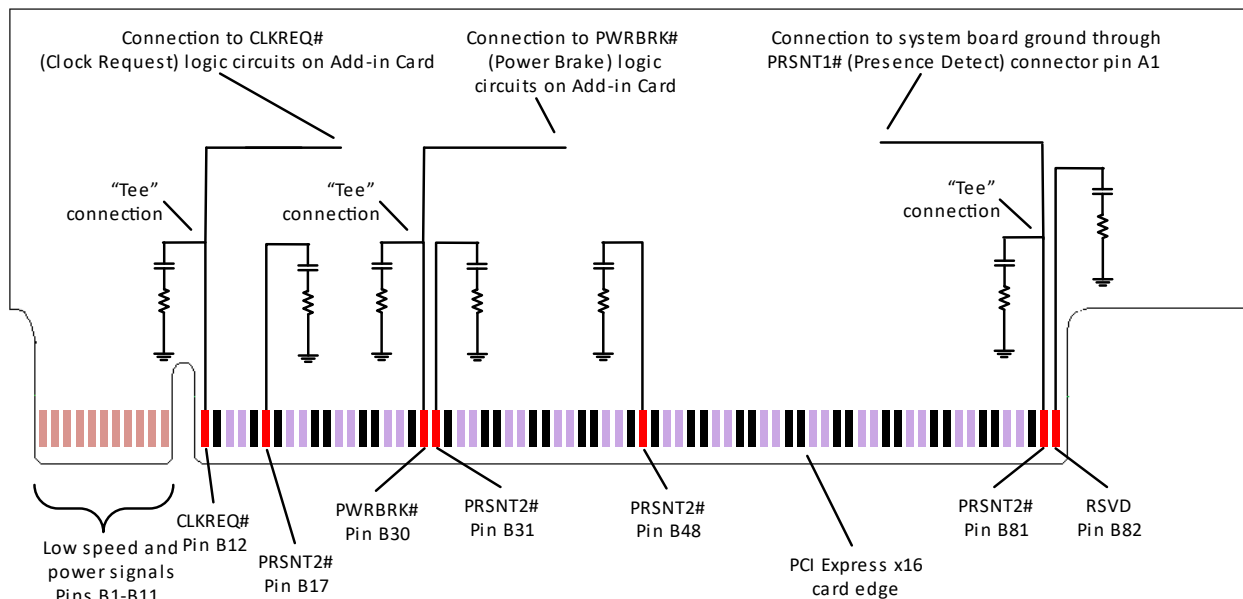 Connection to CLKREQ#
(Clock Request) logic circuits on Add-in Card
Connection to PWRBRK#
(Power Brake) logic
circuits on Add-in Card
Connection to system board ground through
PRSNT1# (Presence Detect) connector pin A1
“Tee”
connection
“Tee”
connection
“Tee”
connection
CLKREQ#
Pin B12
PRSNT2#
Pin B17
PWRBRK#
Pin B30
PRSNT2#
Pin B31
PRSNT2#
Pin B48
PRSNT2#
Pin B81
RSVD
Pin B82
Low speed and
power signals
Pins B1-B11
PCI Express x16
card edge